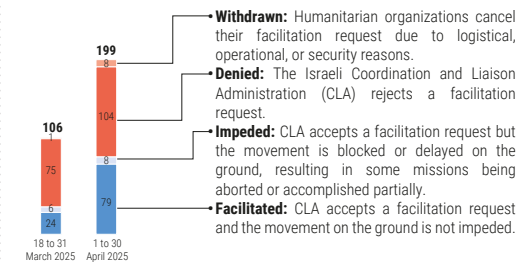 199
8
104
8
79
106
1
75
6
24
18 to 31
March 2025
1 to 30
April 2025
• Withdrawn: Humanitarian organizations cancel
their facilitation request due to logistical,
operational, or security reasons.
• Denied: The Israeli Coordination and Liaison
Administration (CLA) rejects a facilitation
request.
• Impeded: CLA accepts a facilitation request but
the movement is blocked or delayed on the
ground, resulting in some missions being
aborted or accomplished partially.
• Facilitated: CLA accepts a facilitation request
and the movement on the ground is not impeded.